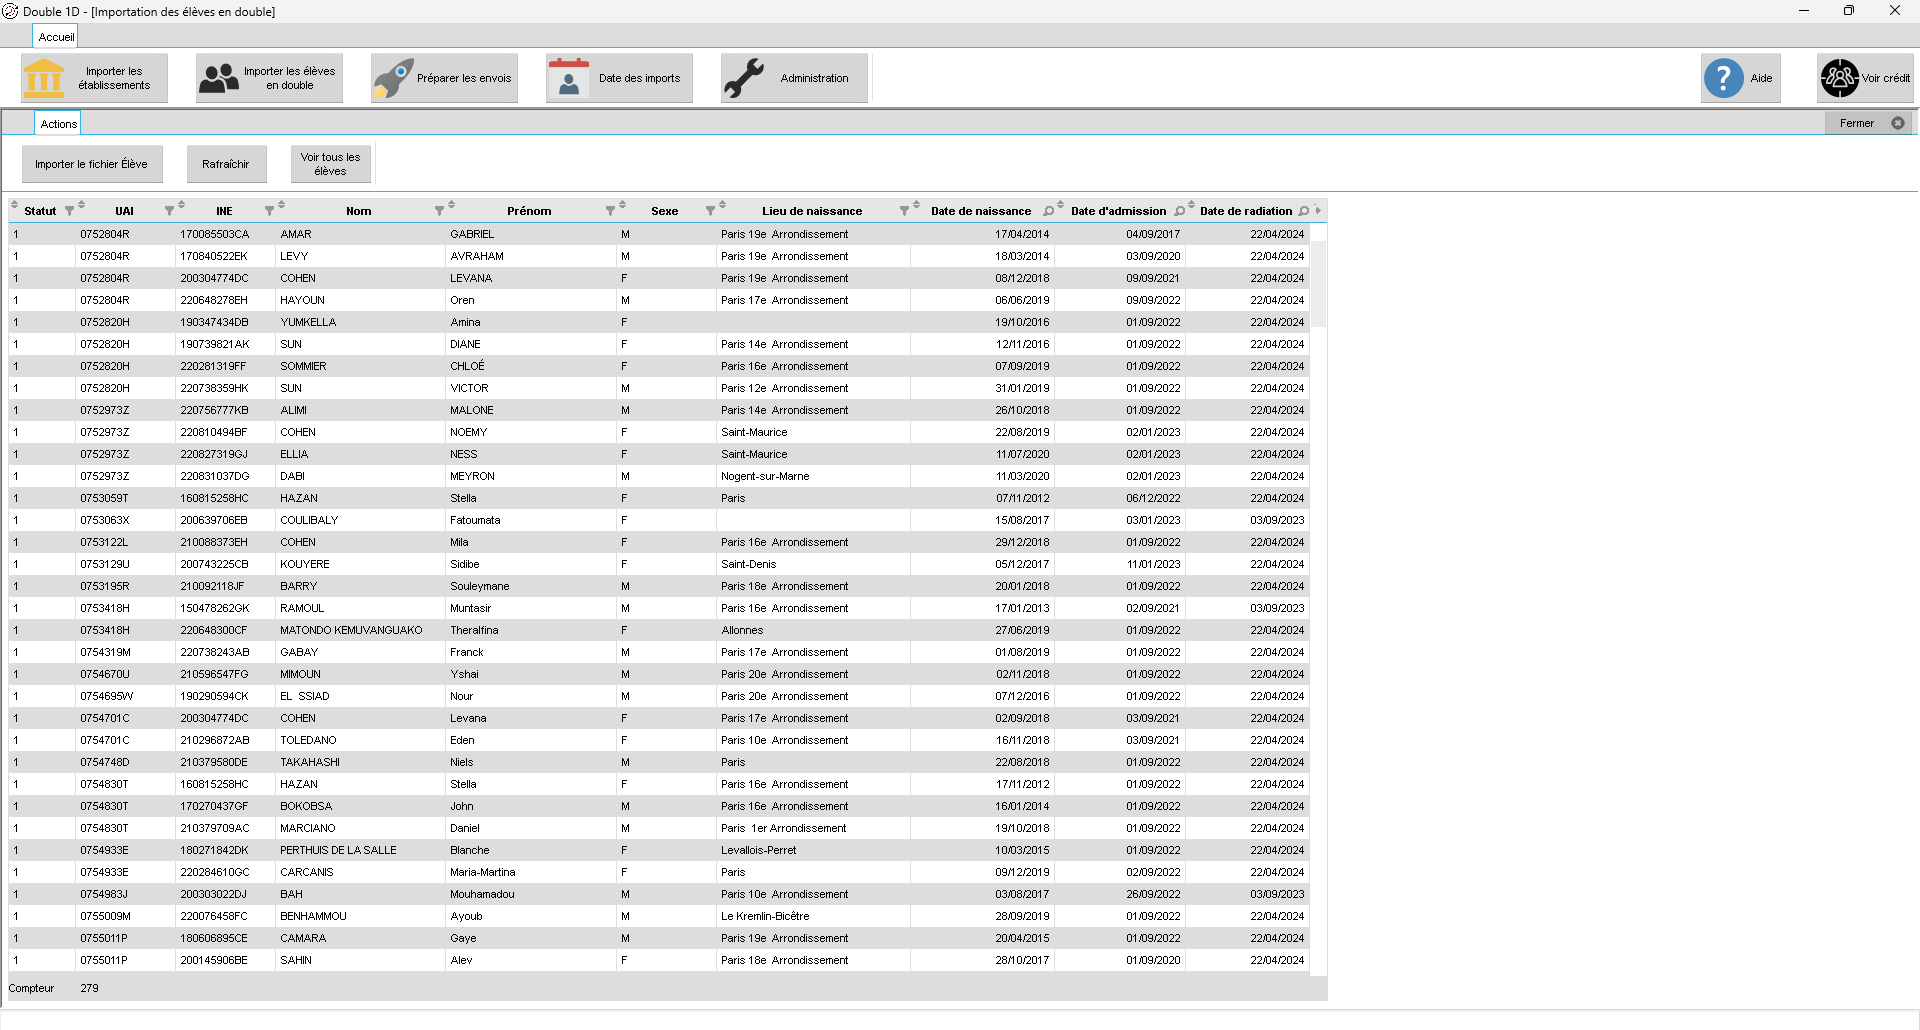 Double 1D - [Importation des élèves en double]
Accueil
Importer les établissements
Importer les élèves en double
Préparer les envois
Date des imports
Administration
Aide
Voir crédit
Actions
Fermer
Importer le fichier Élève
Rafraîchir
Voir tous les élèves
Statut UAI INE Nom Prénom Sexe Lieu de naissance Date de naissance Date d'admission Date de radiation
1 0752804R 170085503CA AMAR GABRIEL M Paris 19e Arrondissement 17/04/2014 04/09/2017 22/04/2024
1 0752804R 170840522EK LEVY AVRAHAM M Paris 19e Arrondissement 18/03/2014 03/09/2020 22/04/2024
1 0752804R 200304774DC COHEN LEVANA F Paris 19e Arrondissement 08/12/2018 09/09/2021 22/04/2024
1 0752804R 220648278EH HAYOUN Oren M Paris 17e Arrondissement 06/06/2019 09/09/2022 22/04/2024
1 0752820H 190347434DB YUMKELLA Amina F 19/10/2016 01/09/2022 22/04/2024
1 0752820H 190739821AK SUN DIANE F Paris 14e Arrondissement 12/11/2016 01/09/2022 22/04/2024
1 0752820H 220281319FF SOMMIER CHLOÉ F Paris 16e Arrondissement 07/09/2019 01/09/2022 22/04/2024
1 0752820H 220738359HK SUN VICTOR M Paris 12e Arrondissement 31/01/2019 01/09/2022 22/04/2024
1 0752973Z 220756777KB ALIMI MALONE M Paris 14e Arrondissement 26/10/2018 01/09/2022 22/04/2024
1 0752973Z 220810494BF COHEN NOEMY F Saint-Maurice 22/08/2019 02/01/2023 22/04/2024
1 0752973Z 220827319GJ ELLIA NESS F Saint-Maurice 11/07/2020 02/01/2023 22/04/2024
1 0752973Z 220831037DG DABI MEYRON M Nogent-sur-Marne 11/03/2020 02/01/2023 22/04/2024
1 0753059T 160815258HC HAZAN Stella F Paris 07/11/2012 06/12/2022 22/04/2024
1 0753063X 200639706EB COULIBALY Fatoumata F 15/08/2017 03/01/2023 03/09/2023
1 0753122L 210088373EH COHEN Mila F Paris 16e Arrondissement 29/12/2018 01/09/2022 22/04/2024
1 0753129U 200743225CB KOUYERE Sidibe F Saint-Denis 05/12/2017 11/01/2023 22/04/2024
1 0753195R 210092118JF BARRY Souleymane M Paris 18e Arrondissement 20/01/2018 01/09/2022 22/04/2024
1 0753418H 150478262GK RAMOUL Muntasir M Paris 16e Arrondissement 17/01/2013 02/09/2021 03/09/2023
1 0753418H 220648300CF MATONDO KEMUVANGUAKO Theralfina F Allonnes 27/06/2019 01/09/2022 22/04/2024
1 0754319M 220738243AB GABAY Franck M Paris 17e Arrondissement 01/08/2019 01/09/2022 22/04/2024
1 0754670U 210596547FG MIMOUN Yshai M Paris 20e Arrondissement 02/11/2018 01/09/2022 22/04/2024
1 0754695W 190290594CK EL SSIAD Nour M Paris 20e Arrondissement 07/12/2016 01/09/2022 22/04/2024
1 0754701C 200304774DC COHEN Levana F Paris 17e Arrondissement 02/09/2018 03/09/2021 22/04/2024
1 0754701C 210296872AB TOLEDANO Eden F Paris 10e Arrondissement 16/11/2018 03/09/2021 22/04/2024
1 0754748D 210379580DE TAKAHASHI Niels M Paris 22/08/2018 01/09/2022 22/04/2024
1 0754830T 160815258HC HAZAN Stella F Paris 16e Arrondissement 17/11/2012 01/09/2022 22/04/2024
1 0754830T 170270437GF BOKOBSA John M Paris 16e Arrondissement 16/01/2014 01/09/2022 22/04/2024
1 0754830T 210379709AC MARCIANO Daniel M Paris 1er Arrondissement 19/10/2018 01/09/2022 22/04/2024
1 0754933E 180271842DK PERTHUIS DE LA SALLE Blanche F Levallois-Perret 10/03/2015 01/09/2022 22/04/2024
1 0754933E 220284610GC CARCANIS Maria-Martina F Paris 09/12/2019 02/09/2022 22/04/2024
1 0754983J 200303022DJ BAH Mouhamadou M Paris 10e Arrondissement 03/08/2017 26/09/2022 03/09/2023
1 0755009M 220076458FC BENHAMMOU Ayoub M Le Kremlin-Bicêtre 28/09/2019 01/09/2022 22/04/2024
1 0755011P 180606895CE CAMARA Gaye M Paris 19e Arrondissement 20/04/2015 01/09/2022 22/04/2024
1 0755011P 200145906BE SAHIN Alev F Paris 18e Arrondissement 28/10/2017 01/09/2020 22/04/2024
Compteur 279